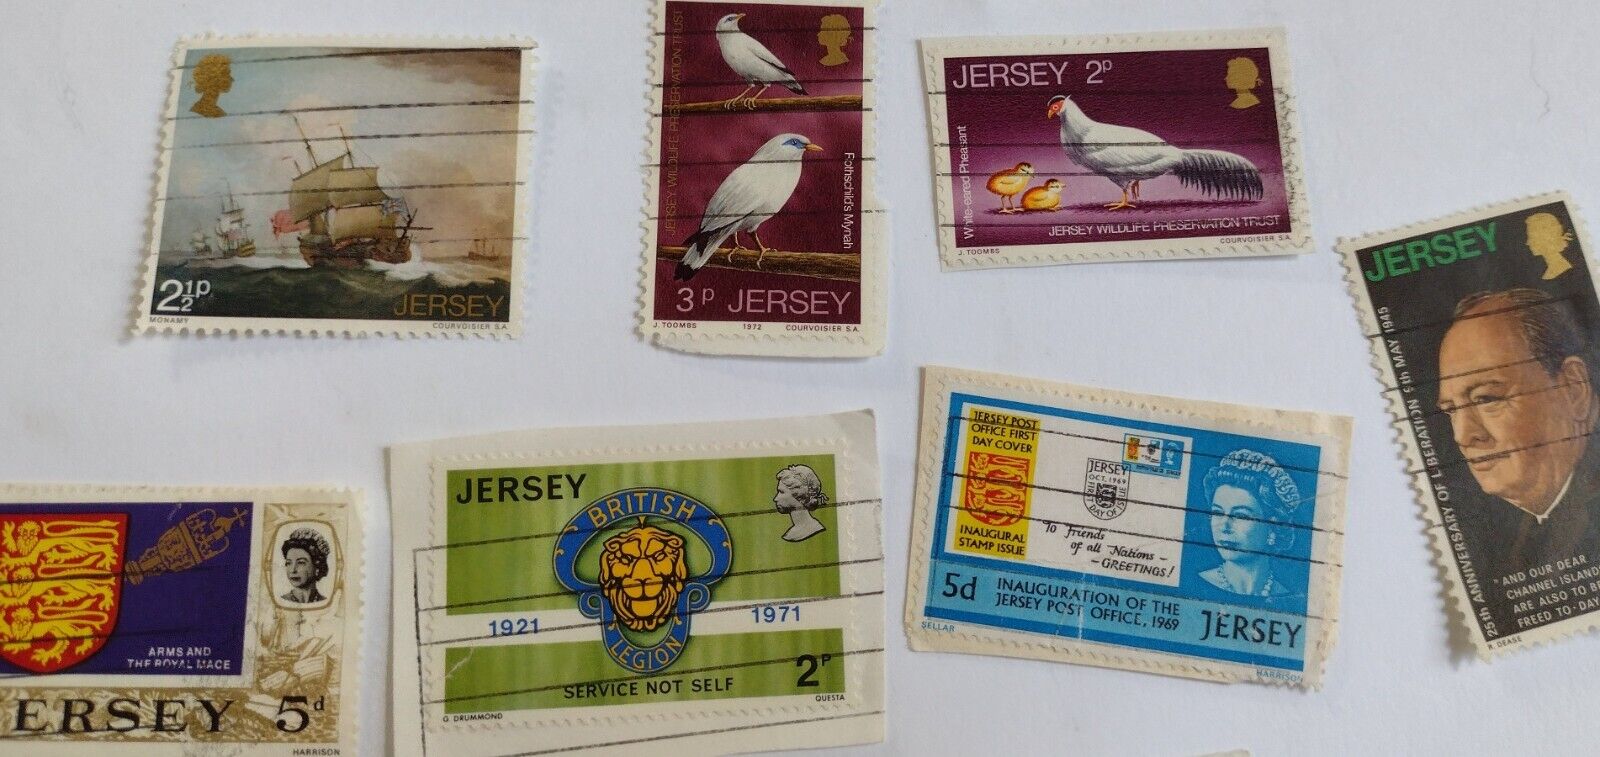 2½p
JERSEY
MONAMY
COURVOISIER S.A.
JERSEY WILDLIFE PRESERVATION TRUST
Rothschild's Mynah
3p JERSEY
J. TOOMBS
1972
COURVOISIER S.A.
JERSEY 2p
White-eared Pheasant
JERSEY WILDLIFE PRESERVATION TRUST
J. TOOMBS
COURVOISIER S.A.
JERSEY
25th ANNIVERSARY OF LIBERATION 9th MAY 1945
"AND OUR DEAR
CHANNEL ISLANDS
ARE ALSO TO BE
FREED TO-DAY
R. DEASE
ARMS AND
THE ROYAL MACE
ERSEY 5d
HARRISON
JERSEY
BRITISH
1921
1971
LEGION
SERVICE NOT SELF
2P
G. DRUMMOND
QUESTA
JERSEY POST
OFFICE FIRST
DAY COVER
INAUGURAL
STAMP ISSUE
JERSEY
OCT. 1969
FIRST DAY OF ISSUE
To Friends
of all Nations –
– GREETINGS!
5d
INAUGURATION OF THE
JERSEY POST OFFICE, 1969
JERSEY
SELLAR
HARRISON